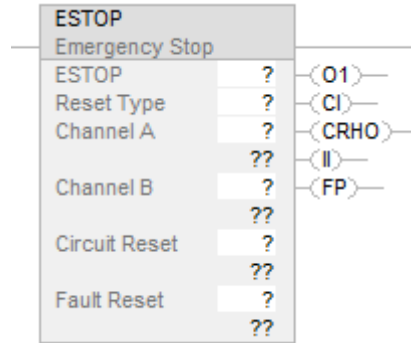 ESTOP
Emergency Stop
ESTOP ? O1
Reset Type ? CI
Channel A ? CRHO
?? II
Channel B ? FP
??
Circuit Reset ?
??
Fault Reset ?
??